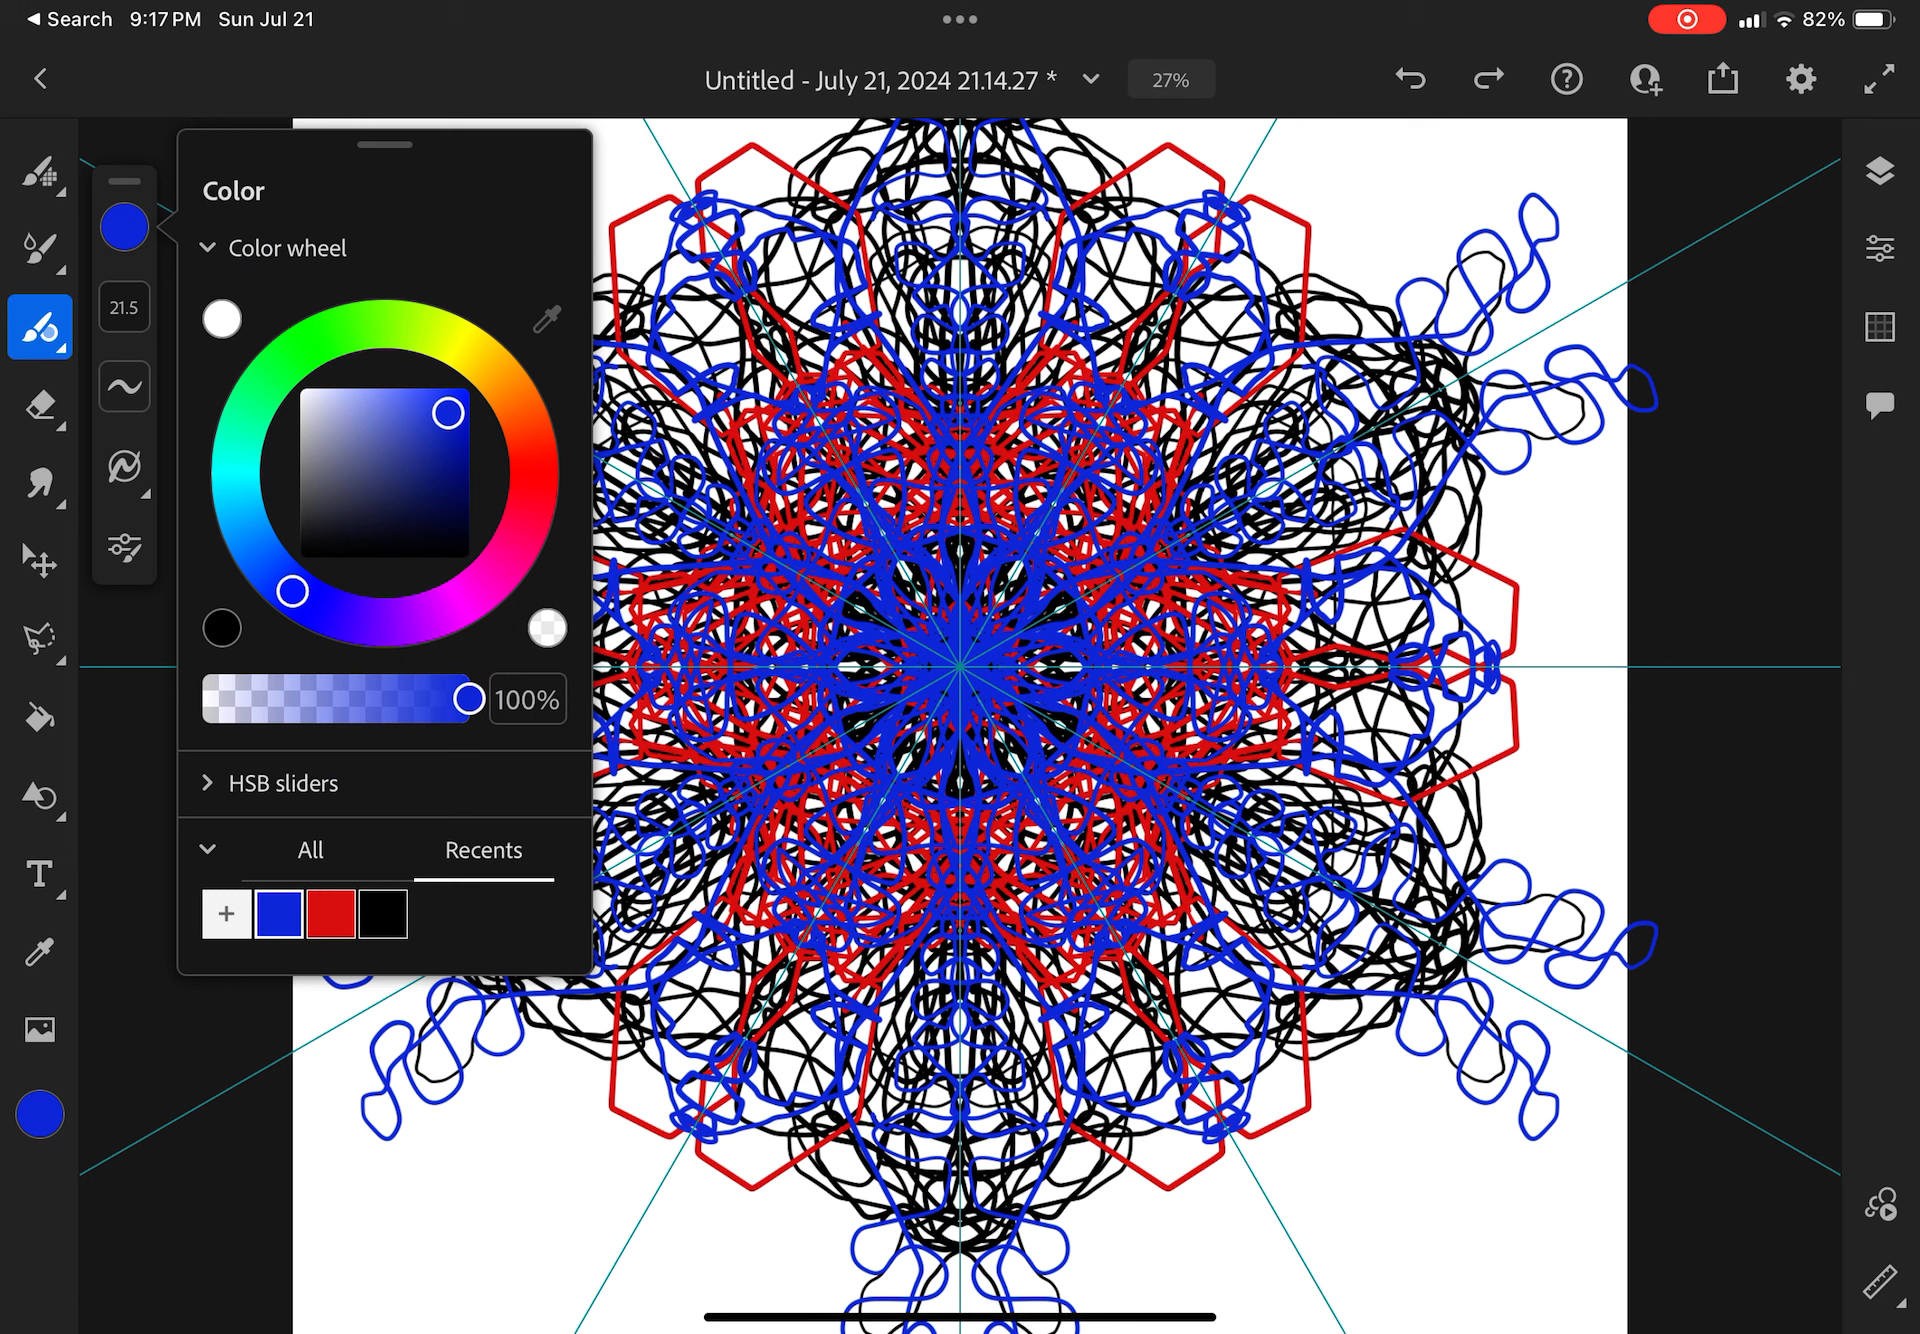 Search 9:17 PM Sun Jul 21
82%
Untitled - July 21, 2024 21.14.27 *
27%
Color
Color wheel
21.5
100%
HSB sliders
All
Recents
T